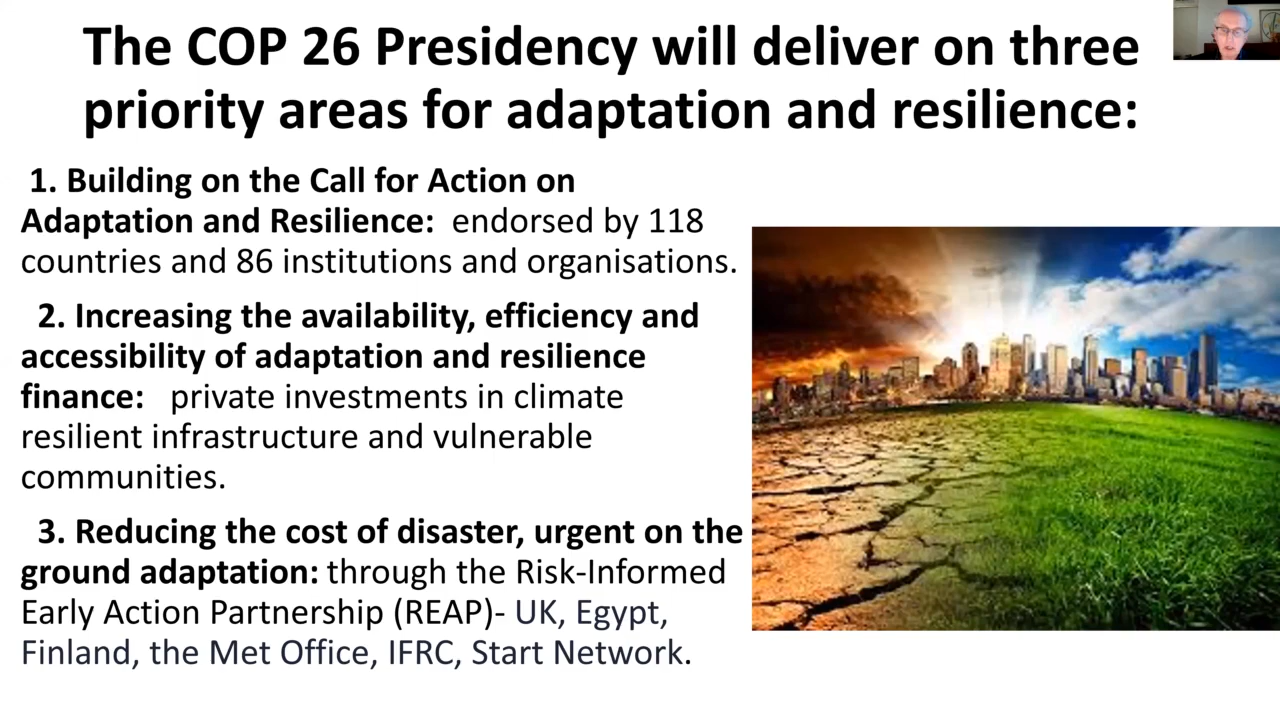 The COP 26 Presidency will deliver on three
priority areas for adaptation and resilience:
1. Building on the Call for Action on
Adaptation and Resilience: endorsed by 118
countries and 86 institutions and organisations.
2. Increasing the availability, efficiency and
accessibility of adaptation and resilience
finance: private investments in climate
resilient infrastructure and vulnerable
communities.
3. Reducing the cost of disaster, urgent on the
ground adaptation: through the Risk-Informed
Early Action Partnership (REAP)- UK, Egypt,
Finland, the Met Office, IFRC, Start Network.